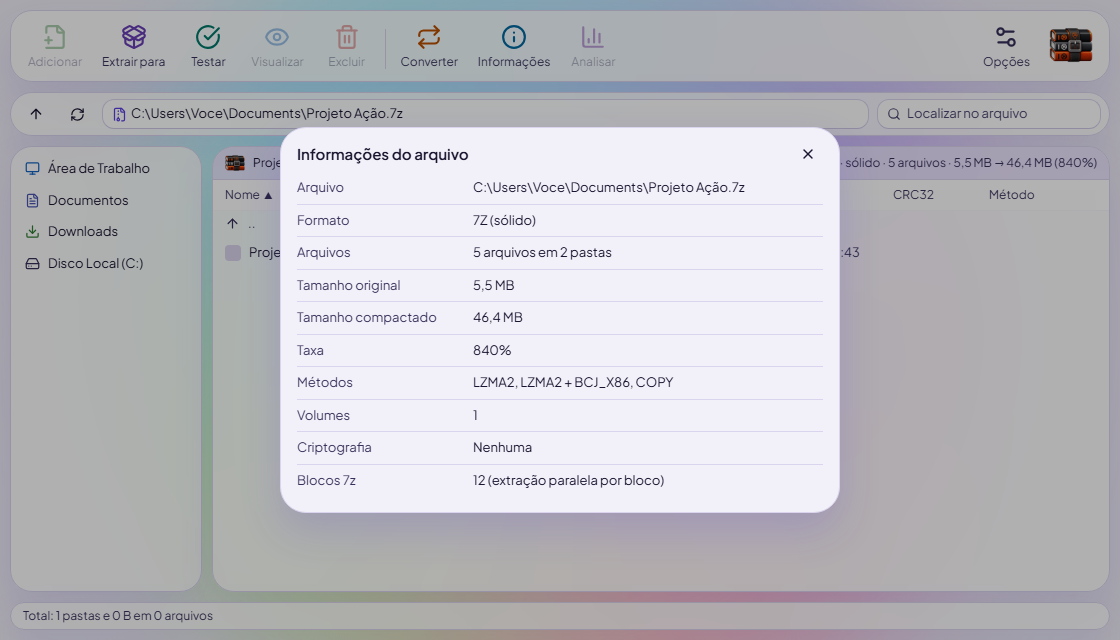 Adicionar
Extrair para
Testar
Visualizar
Excluir
Converter
Informações
Analisar
Opções
C:\Users\Voce\Documents\Projeto Ação.7z
Localizar no arquivo
Área de Trabalho
Documentos
Downloads
Disco Local (C:)
Proje
sólido · 5 arquivos · 5,5 MB → 46,4 MB (840%)
Nome ▲
CRC32
Método
..
Proje
:43
Informações do arquivo
Arquivo C:\Users\Voce\Documents\Projeto Ação.7z
Formato 7Z (sólido)
Arquivos 5 arquivos em 2 pastas
Tamanho original 5,5 MB
Tamanho compactado 46,4 MB
Taxa 840%
Métodos LZMA2, LZMA2 + BCJ_X86, COPY
Volumes 1
Criptografia Nenhuma
Blocos 7z 12 (extração paralela por bloco)
Total: 1 pastas e 0 B em 0 arquivos